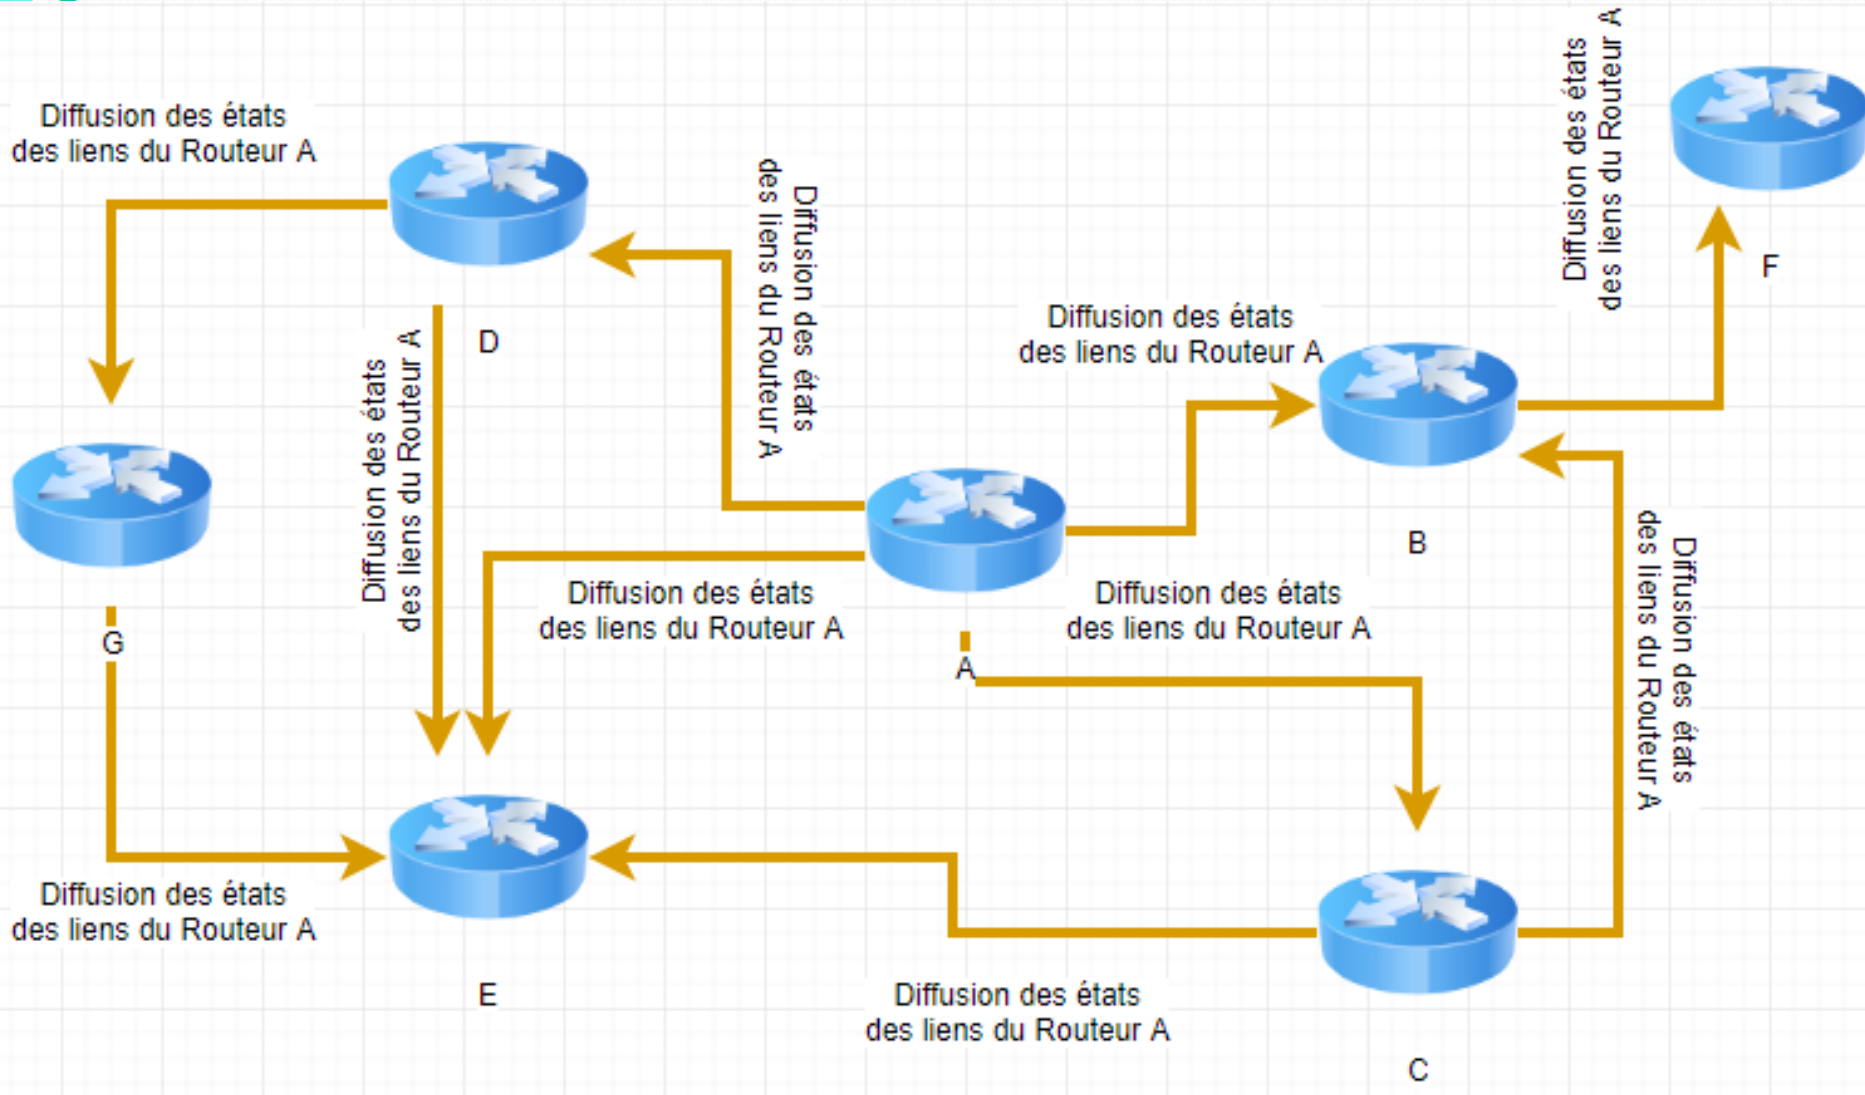 Diffusion des états
des liens du Routeur A
Diffusion des états
des liens du Routeur A
F
Diffusion des états
des liens du Routeur A
D
Diffusion des états
des liens du Routeur A
Diffusion des états
des liens du Routeur A
B
Diffusion des états
des liens du Routeur A
Diffusion des états
des liens du Routeur A
Diffusion des états
des liens du Routeur A
G
A
Diffusion des états
des liens du Routeur A
Diffusion des états
des liens du Routeur A
E
Diffusion des états
des liens du Routeur A
C